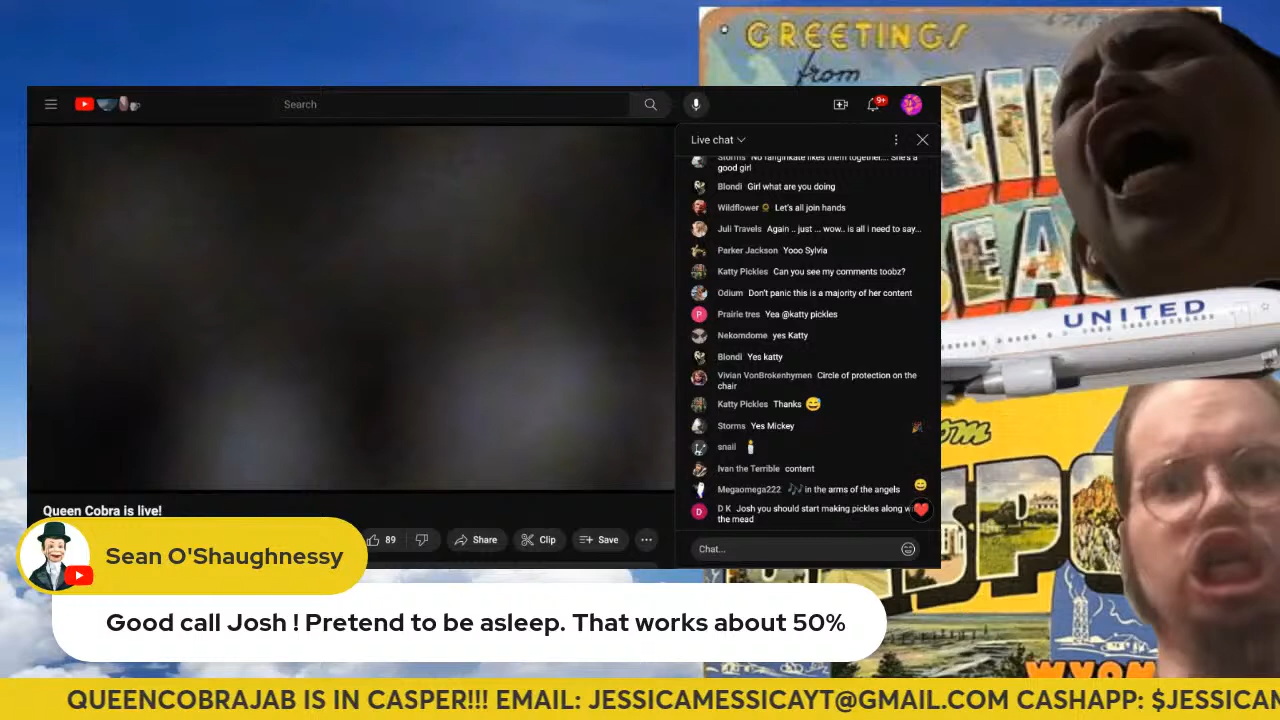 GREETINGS
from
Search
9+
Live chat
good girl
Blondi Girl what are you doing
Wildflower Let's all join hands
Juli Travels Again .. just ... wow.. is all i need to say...
Parker Jackson Yooo Sylvia
Katty Pickles Can you see my comments toobz?
Odium Don't panic this is a majority of her content
P Prairie tres Yea @katty pickles
Nekomdome yes Katty
Blondi Yes katty
Vivian VonBrokenhymen Circle of protection on the
chair
Katty Pickles Thanks 😅
Storms Yes Mickey
snail 🕯️
Ivan the Terrible content
Megaomega222 🎶 in the arms of the angels
D D K Josh you should start making pickles along
the mead
Chat...
UNITED
Queen Cobra is live!
89
Share
Clip
Save
Sean O'Shaughnessy
Good call Josh ! Pretend to be asleep. That works about 50%
QUEENCOBRAJAB IS IN CASPER!!! EMAIL: JESSICAMESSICAYT@GMAIL.COM CASHAPP: $JESSICA